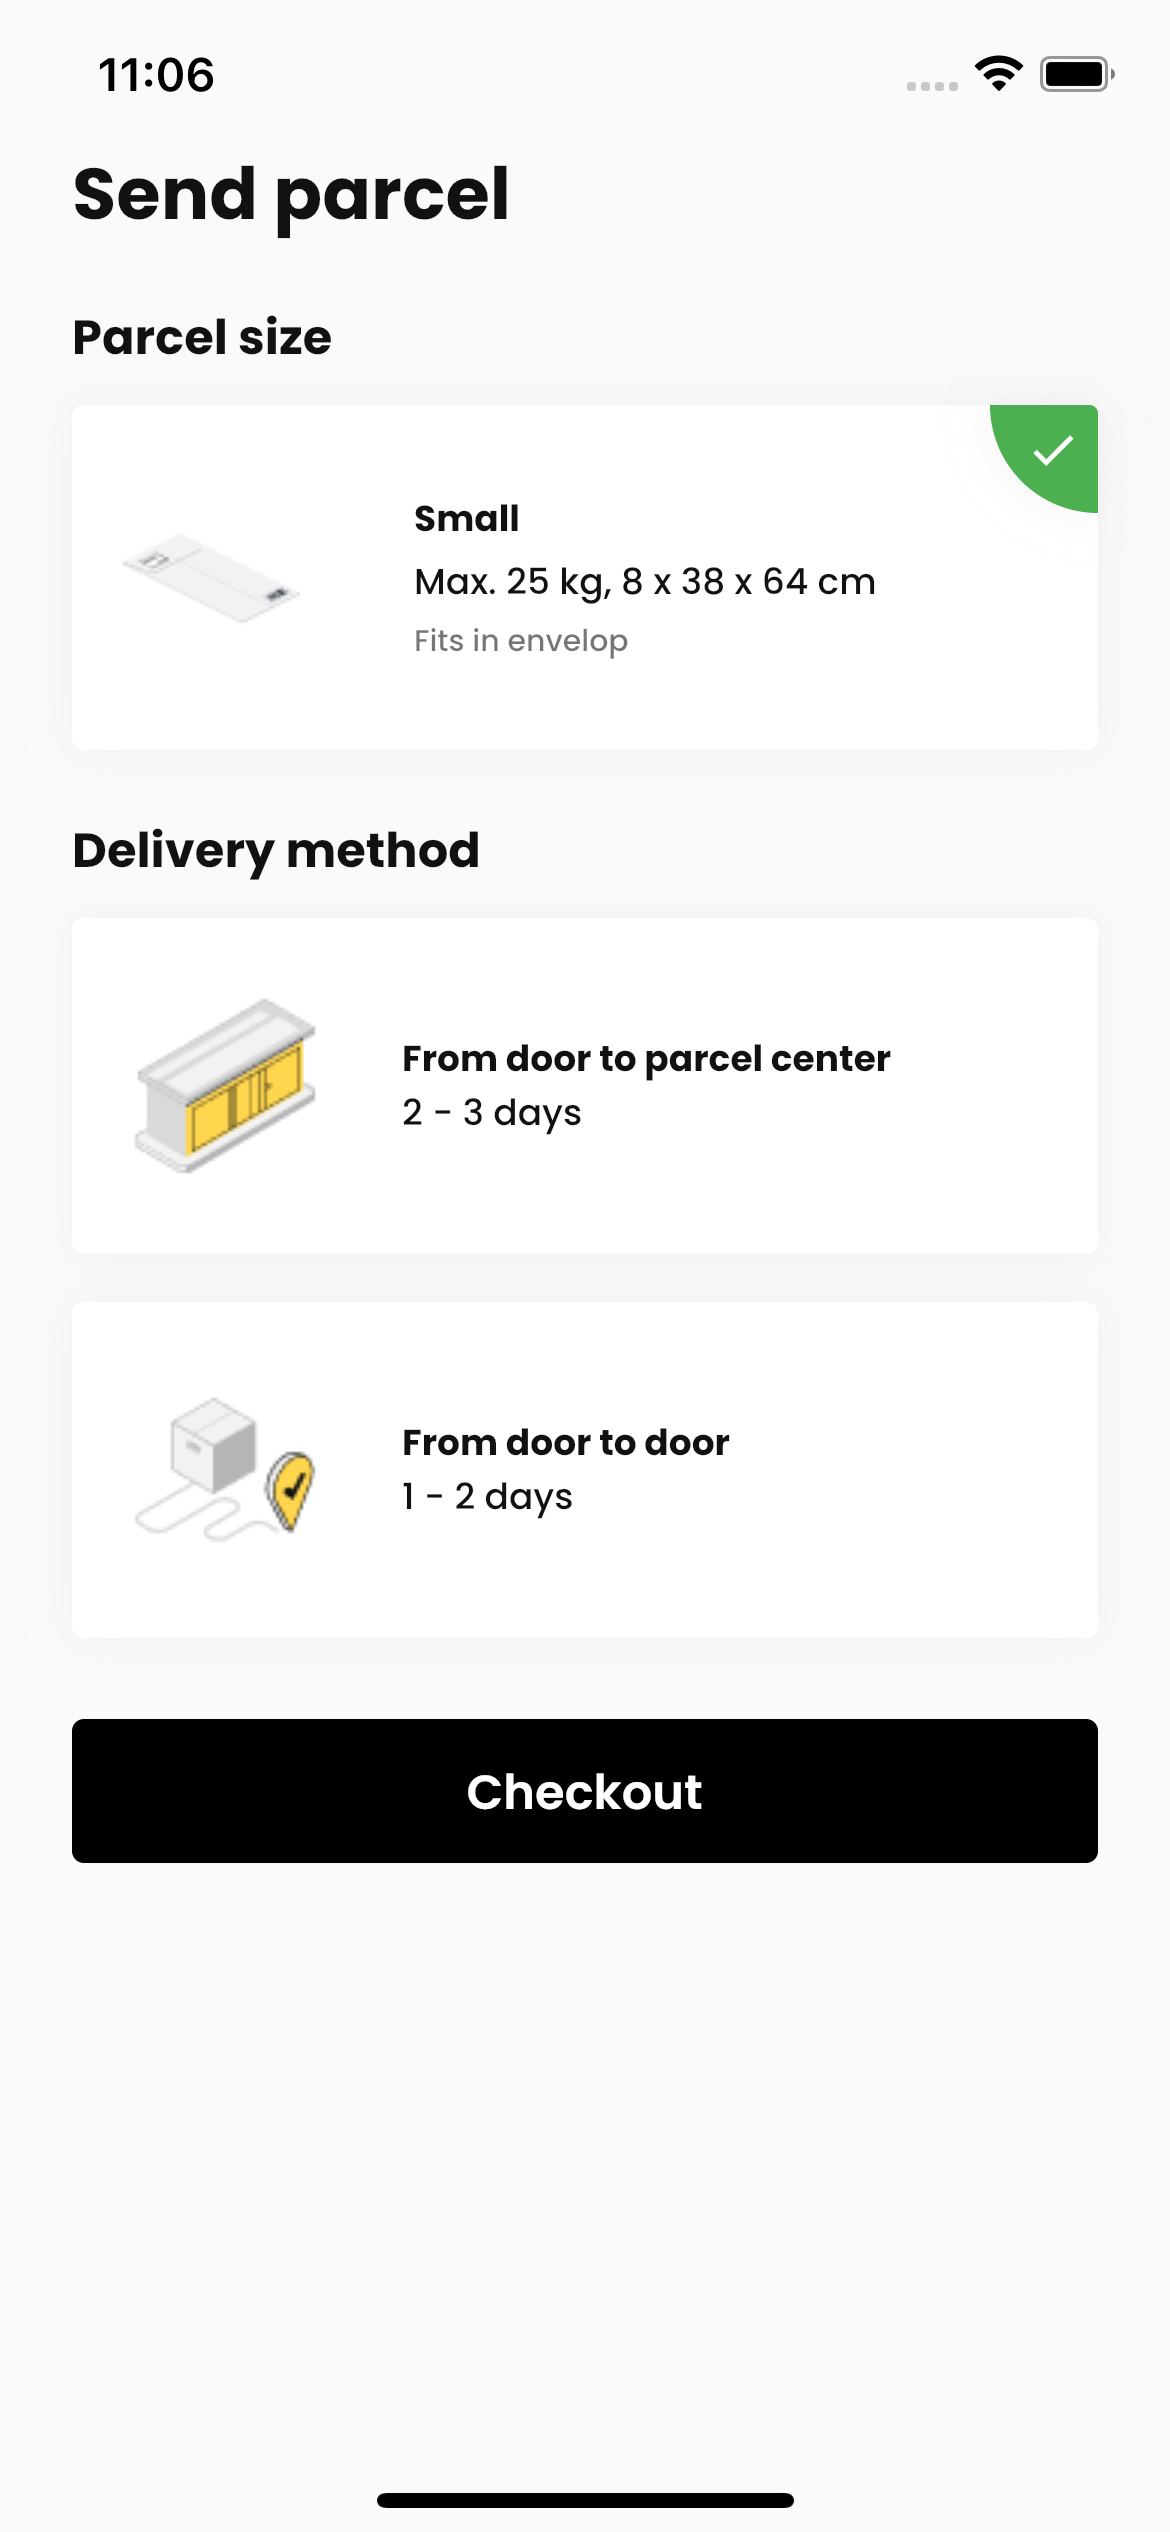 11:06
Send parcel
Parcel size
Small
Max. 25 kg, 8 x 38 x 64 cm
Fits in envelop
Delivery method
From door to parcel center
2 - 3 days
From door to door
1 - 2 days
Checkout